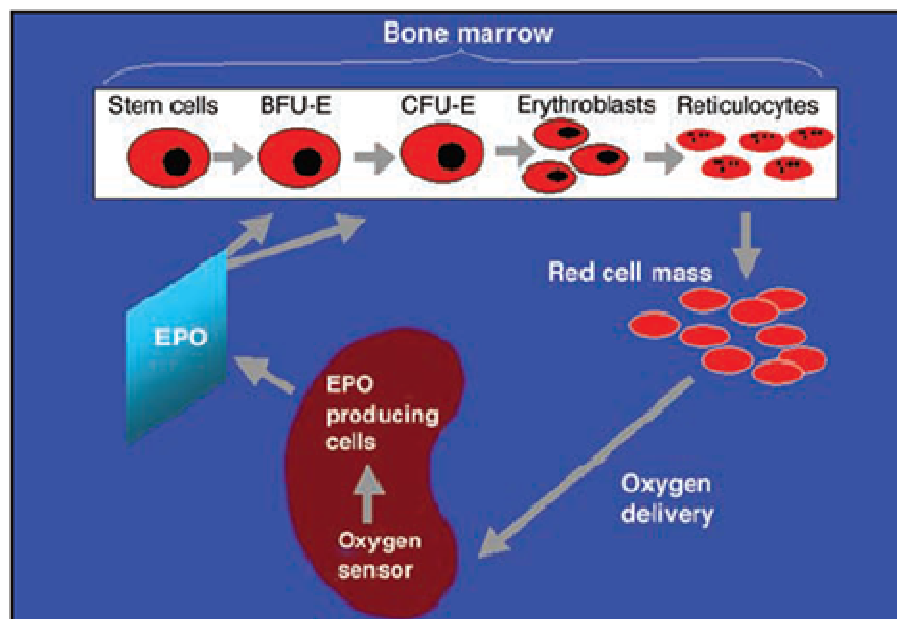 Bone marrow
Stem cells
BFU-E
CFU-E
Erythroblasts
Reticulocytes
Red cell mass
EPO
EPO
producing
cells
Oxygen
sensor
Oxygen
delivery